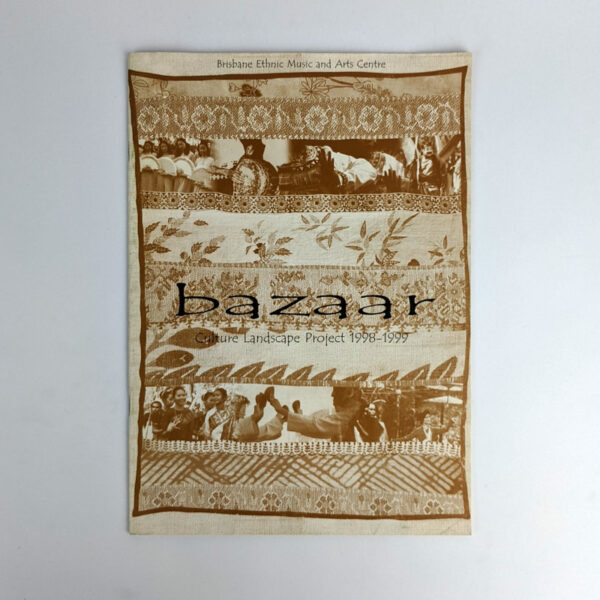 Brisbane Ethnic Music and Arts Centre
bazaar
Culture Landscape Project 1998-1999